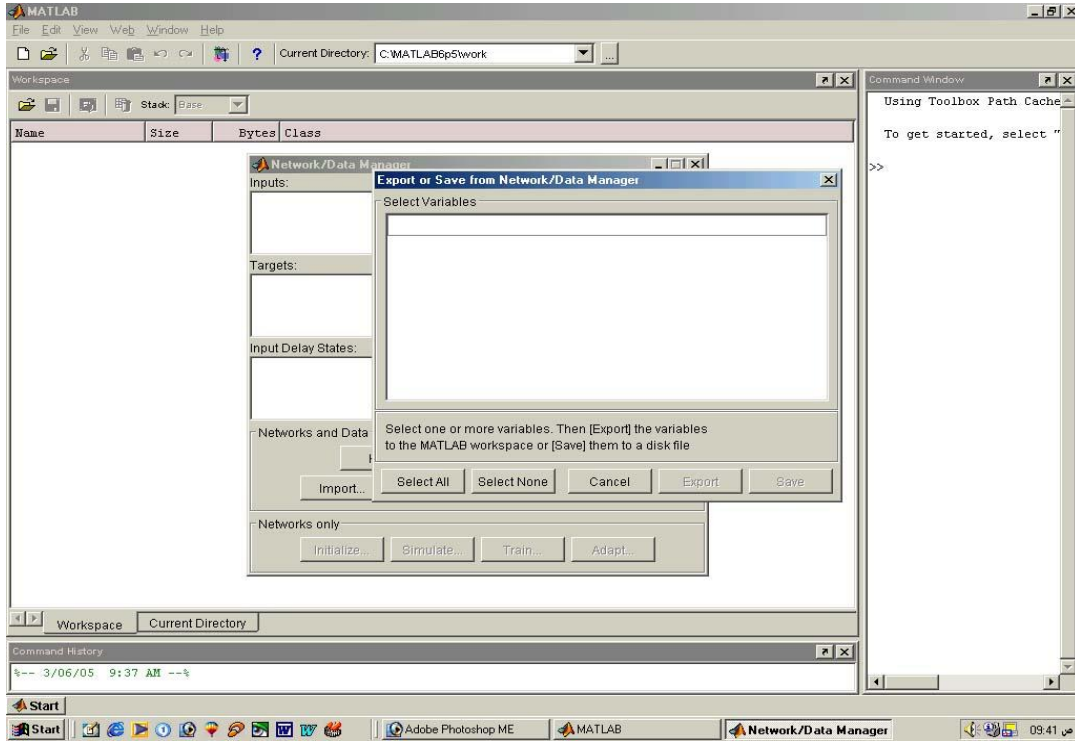 MATLAB
File Edit View Web Window Help
? Current Directory: C:\MATLAB6p5\work ...
Workspace
Stack: Base
Name Size Bytes Class
Command Window
Using Toolbox Path Cache
To get started, select "
>>
Network/Data Manager
Inputs:
Targets:
Input Delay States:
Networks and Data
Import...
Networks only
Initialize... Simulate... Train... Adapt...
Export or Save from Network/Data Manager
Select Variables
Select one or more variables. Then [Export] the variables
to the MATLAB workspace or [Save] them to a disk file
Select All Select None Cancel Export Save
Workspace Current Directory
Command History
%-- 3/06/05 9:37 AM --%
Start
Start Adobe Photoshop ME MATLAB Network/Data Manager 09:41 ص